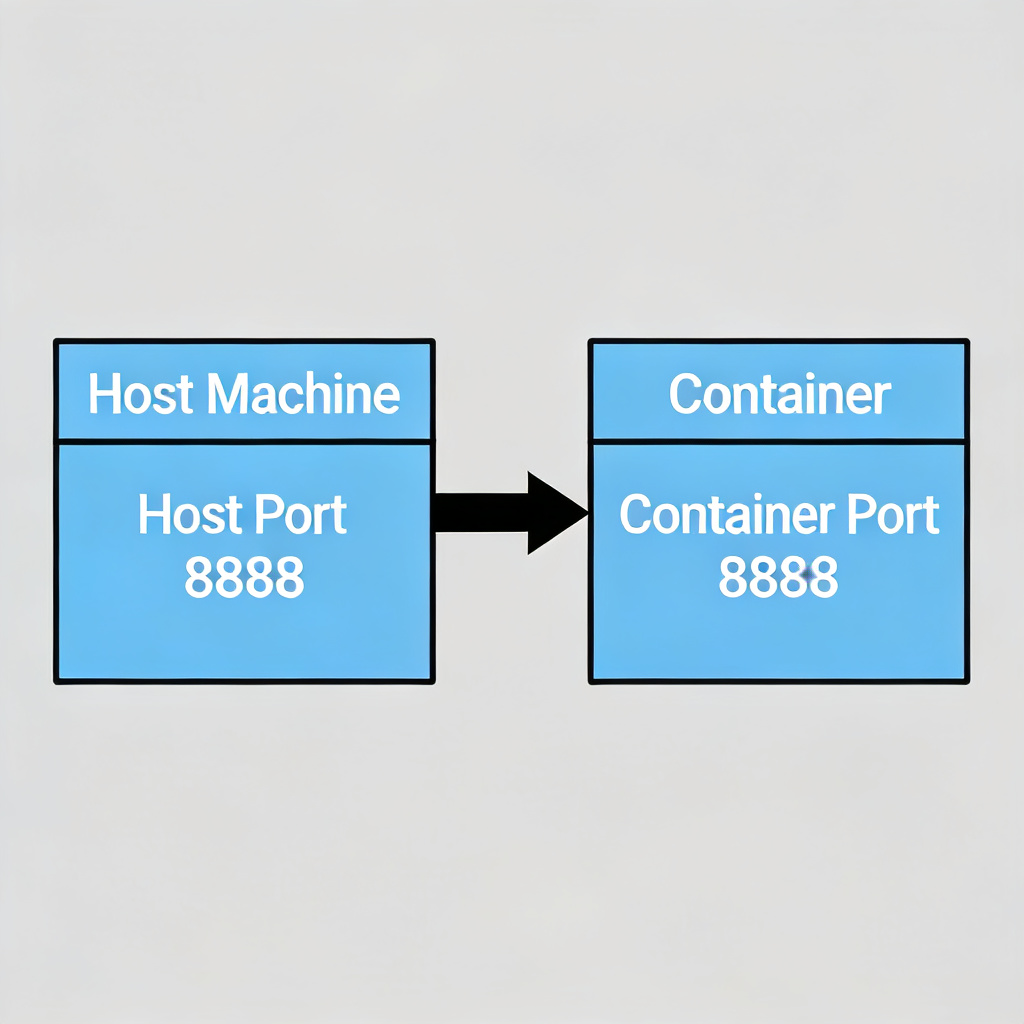 Host Machine
Host Port
8888
Container
Container Port
8888